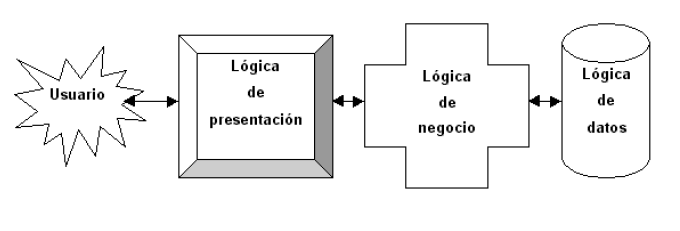 Usuario
Lógica
de
presentación
Lógica
de
negocio
Lógica
de
datos